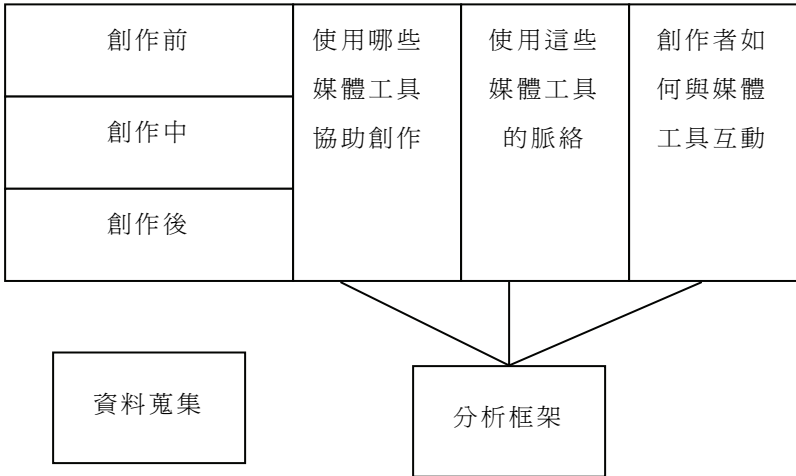 創作前
創作中
創作後
使用哪些
媒體工具
協助創作
使用這些
媒體工具
的脈絡
創作者如
何與媒體
工具互動
資料蒐集
分析框架